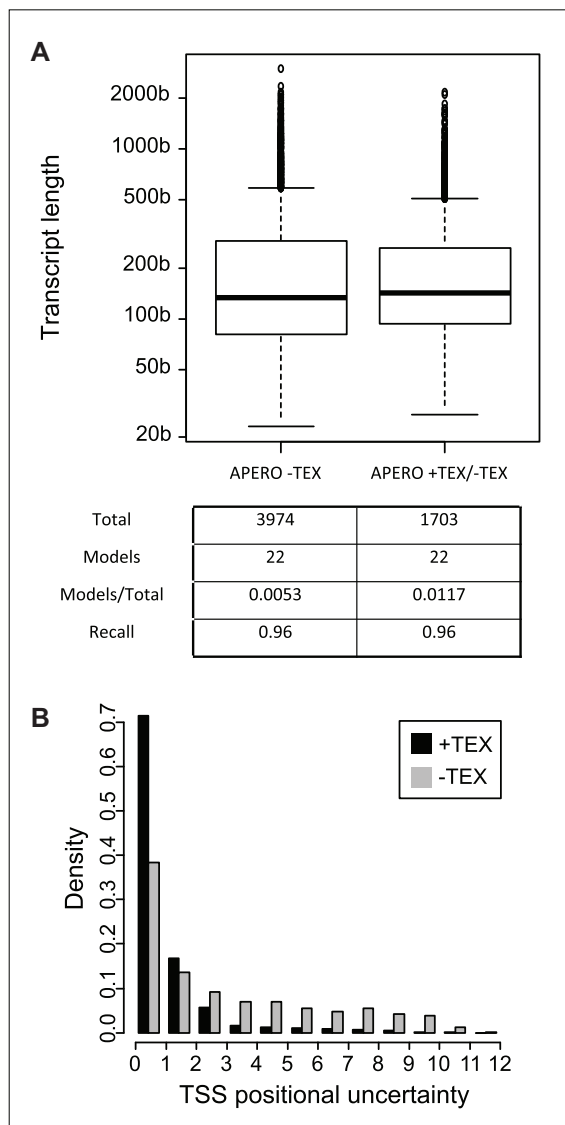 A
Transcript length
2000b
1000b
500b
200b
100b
50b
20b
APERO -TEX APERO +TEX/-TEX
Total 3974 1703
Models 22 22
Models/Total 0.0053 0.0117
Recall 0.96 0.96
B
+TEX
-TEX
Density
0.7
0.6
0.5
0.4
0.3
0.2
0.1
0.0
0 1 2 3 4 5 6 7 8 9 10 11 12
TSS positional uncertainty